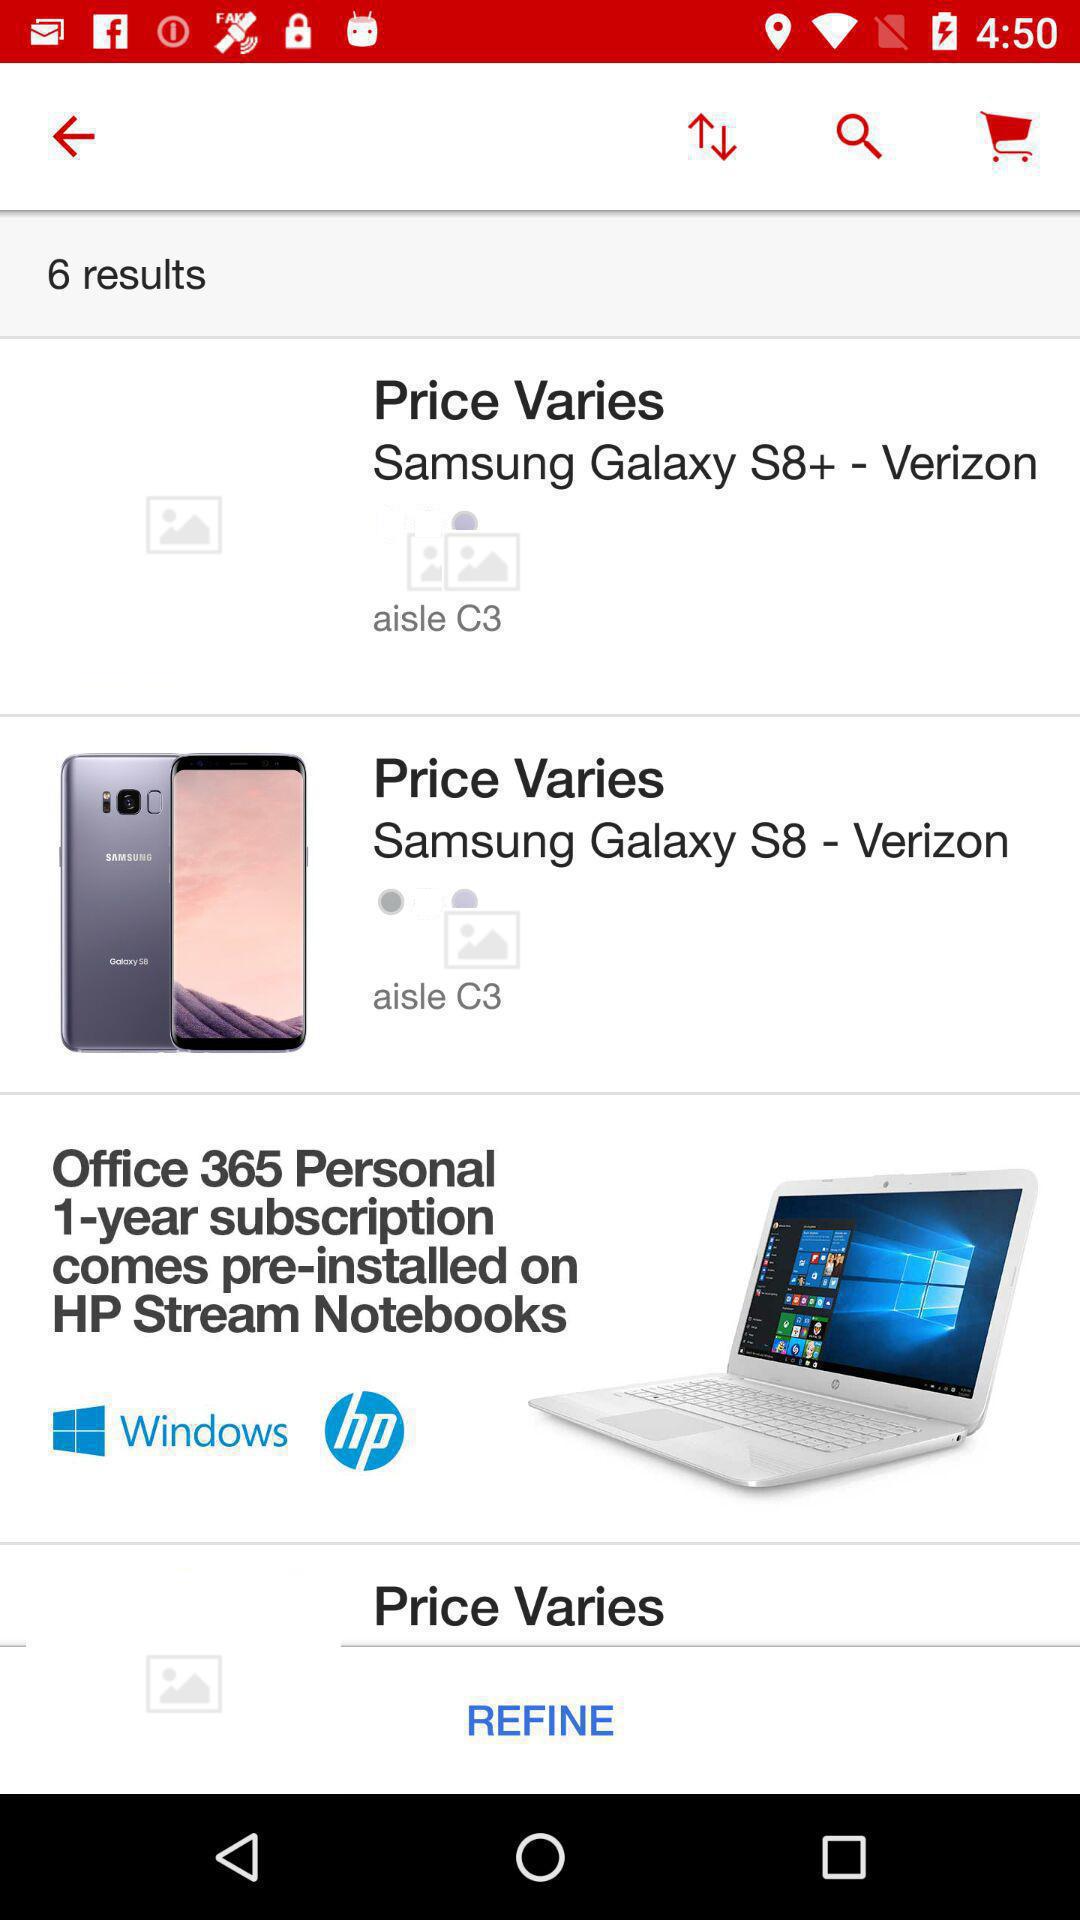 FAKE
4:50
6 results
Price Varies
Samsung Galaxy S8+ - Verizon
aisle C3
Price Varies
Samsung Galaxy S8 - Verizon
SAMSUNG
Galaxy S8
aisle C3
Office 365 Personal
1-year subscription
comes pre-installed on
HP Stream Notebooks
Windows
hp
Price Varies
REFINE